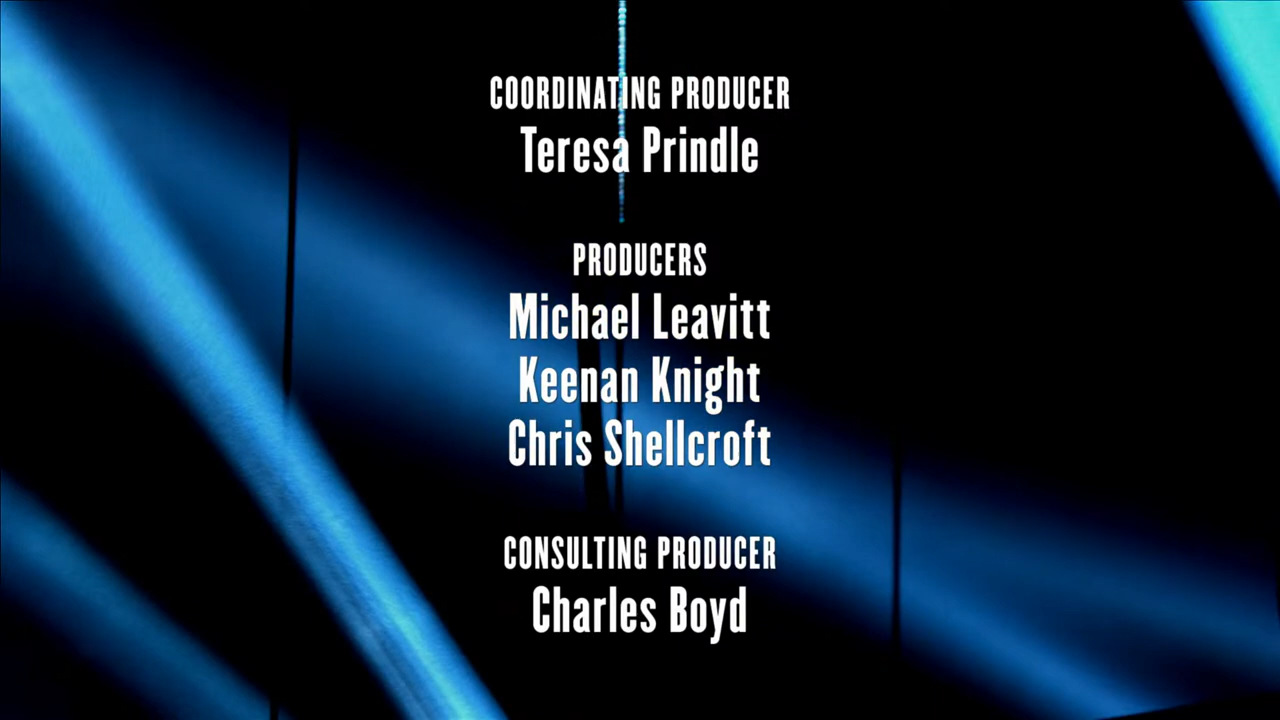 COORDINATING PRODUCER
Teresa Prindle
PRODUCERS
Michael Leavitt
Keenan Knight
Chris Shellcroft
CONSULTING PRODUCER
Charles Boyd